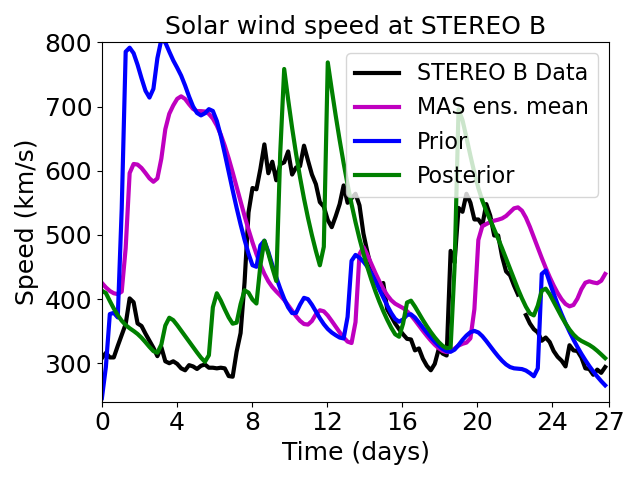 Solar wind speed at STEREO B
800
700
600
500
400
300
Speed (km/s)
STEREO B Data
MAS ens. mean
Prior
Posterior
0 4 8 12 16 20 24 27
Time (days)